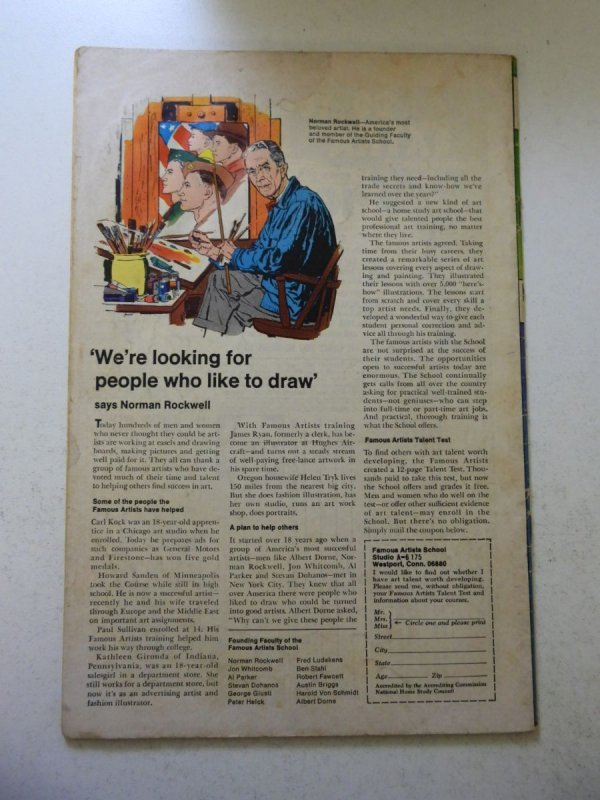 Norman Rockwell—America's most
beloved artist. He is a founder
and member of the Guiding Faculty
of the Famous Artists School.
'We're looking for
people who like to draw'
says Norman Rockwell
Today hundreds of men and women
who never thought they could be art-
ists are working at easels and drawing
boards, making pictures and getting
well paid for it. They all can thank a
group of famous artists who have de-
voted much of their time and talent
to helping others find success in art.
Some of the people the
Famous Artists have helped
Carl Kock was an 18-year-old appren-
tice in a Chicago art studio when he
enrolled. Today he prepares ads for
such companies as General Motors
and Firestone—has won five gold
medals.
Howard Sanden of Minneapolis
took the Course while still in high
school. He is now a successful artist—
recently he and his wife traveled
through Europe and the Middle East
on important art assignments.
Paul Sullivan enrolled at 14. His
Famous Artists training helped him
work his way through college.
Kathleen Gironda of Indiana,
Pennsylvania, was an 18-year-old
salesgirl in a department store. She
still works for a department store, but
now it's as an advertising artist and
fashion illustrator.
With Famous Artists training
James Ryan, formerly a clerk, has be-
come an illustrator at Hughes Air-
craft—and turns out a steady stream
of well-paying free-lance artwork in
his spare time.
Oregon housewife Helen Tryk lives
150 miles from the nearest big city.
But she does fashion illustration, has
her own studio, runs an art work
shop, does portraits.
A plan to help others
It started over 18 years ago when a
group of America's most successful
artists—men like Albert Dorne, Nor-
man Rockwell, Jon Whitcomb, Al
Parker and Stevan Dohanos—met in
New York City. They knew that all
over America there were people who
liked to draw who could be turned
into good artists. Albert Dorne asked,
"Why can't we give these people the
Founding Faculty of the
Famous Artists School
Norman Rockwell
Jon Whitcomb
Al Parker
Stevan Dohanos
George Giusti
Peter Helck
Fred Ludekens
Ben Stahl
Robert Fawcett
Austin Briggs
Harold Von Schmidt
Albert Dorne
training they need—including all the
trade secrets and know-how we've
learned over the years?"
He suggested a new kind of art
school—a home study art school—that
would give talented people the best
professional art training, no matter
where they live.
The famous artists agreed. Taking
time from their busy careers, they
created a remarkable series of art
lessons covering every aspect of draw-
ing and painting. They illustrated
their lessons with over 5,000 "here's-
how" illustrations. The lessons start
from scratch and cover every skill a
top artist needs. Finally, they de-
veloped a wonderful way to give each
student personal correction and ad-
vice all through his training.
The famous artists with the School
are not surprised at the success of
their students. The opportunities
open to successful artists today are
enormous. The School continually
gets calls from all over the country
asking for practical well-trained stu-
dents—not geniuses—who can step
into full-time or part-time art jobs.
And practical, thorough training is
what the School offers.
Famous Artists Talent Test
To find others with art talent worth
developing, the Famous Artists
created a 12-page Talent Test. Thou-
sands paid to take this test, but now
the School offers and grades it free.
Men and women who do well on the
test—or offer other sufficient evidence
of art talent—may enroll in the
School. But there's no obligation.
Simply mail the coupon below.
Famous Artists School
Studio A-6175
Westport, Conn. 06880
I would like to find out whether I
have art talent worth developing.
Please send me, without obligation,
your Famous Artists Talent Test and
information about your courses.
Mr.
Mrs.
Miss
Circle one and please print
Street
City
State
Age Zip
Accredited by the Accrediting Commission
National Home Study Council